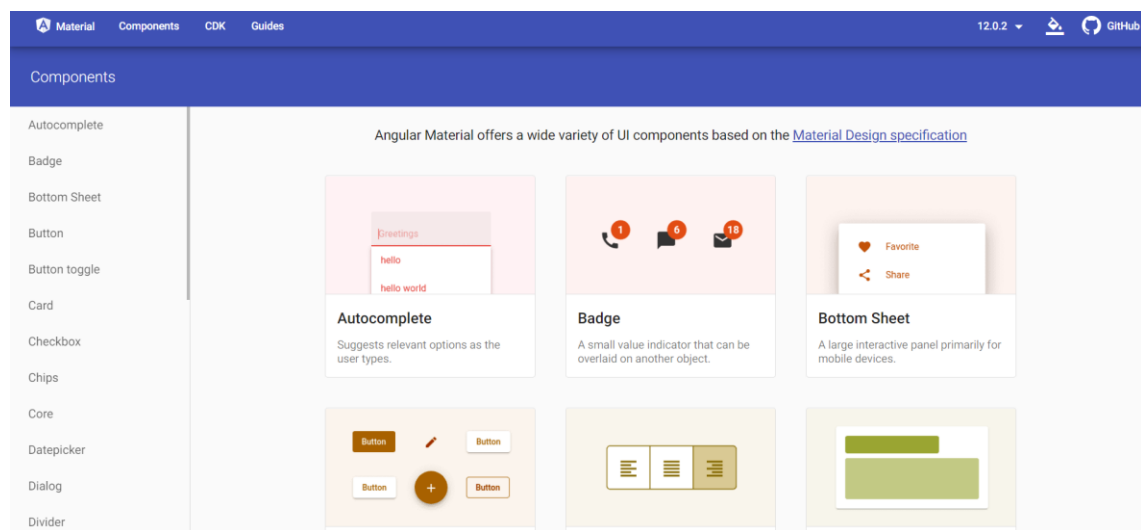 Material Components CDK Guides 12.0.2 GitHub
Components
Autocomplete
Badge
Bottom Sheet
Button
Button toggle
Card
Checkbox
Chips
Core
Datepicker
Dialog
Divider
Angular Material offers a wide variety of UI components based on the Material Design specification
Greetings
hello
hello world
Autocomplete
Suggests relevant options as the
user types.
1 6 18
Badge
A small value indicator that can be
overlaid on another object.
Favorite
Share
Bottom Sheet
A large interactive panel primarily for
mobile devices.
Button Button
Button + Button